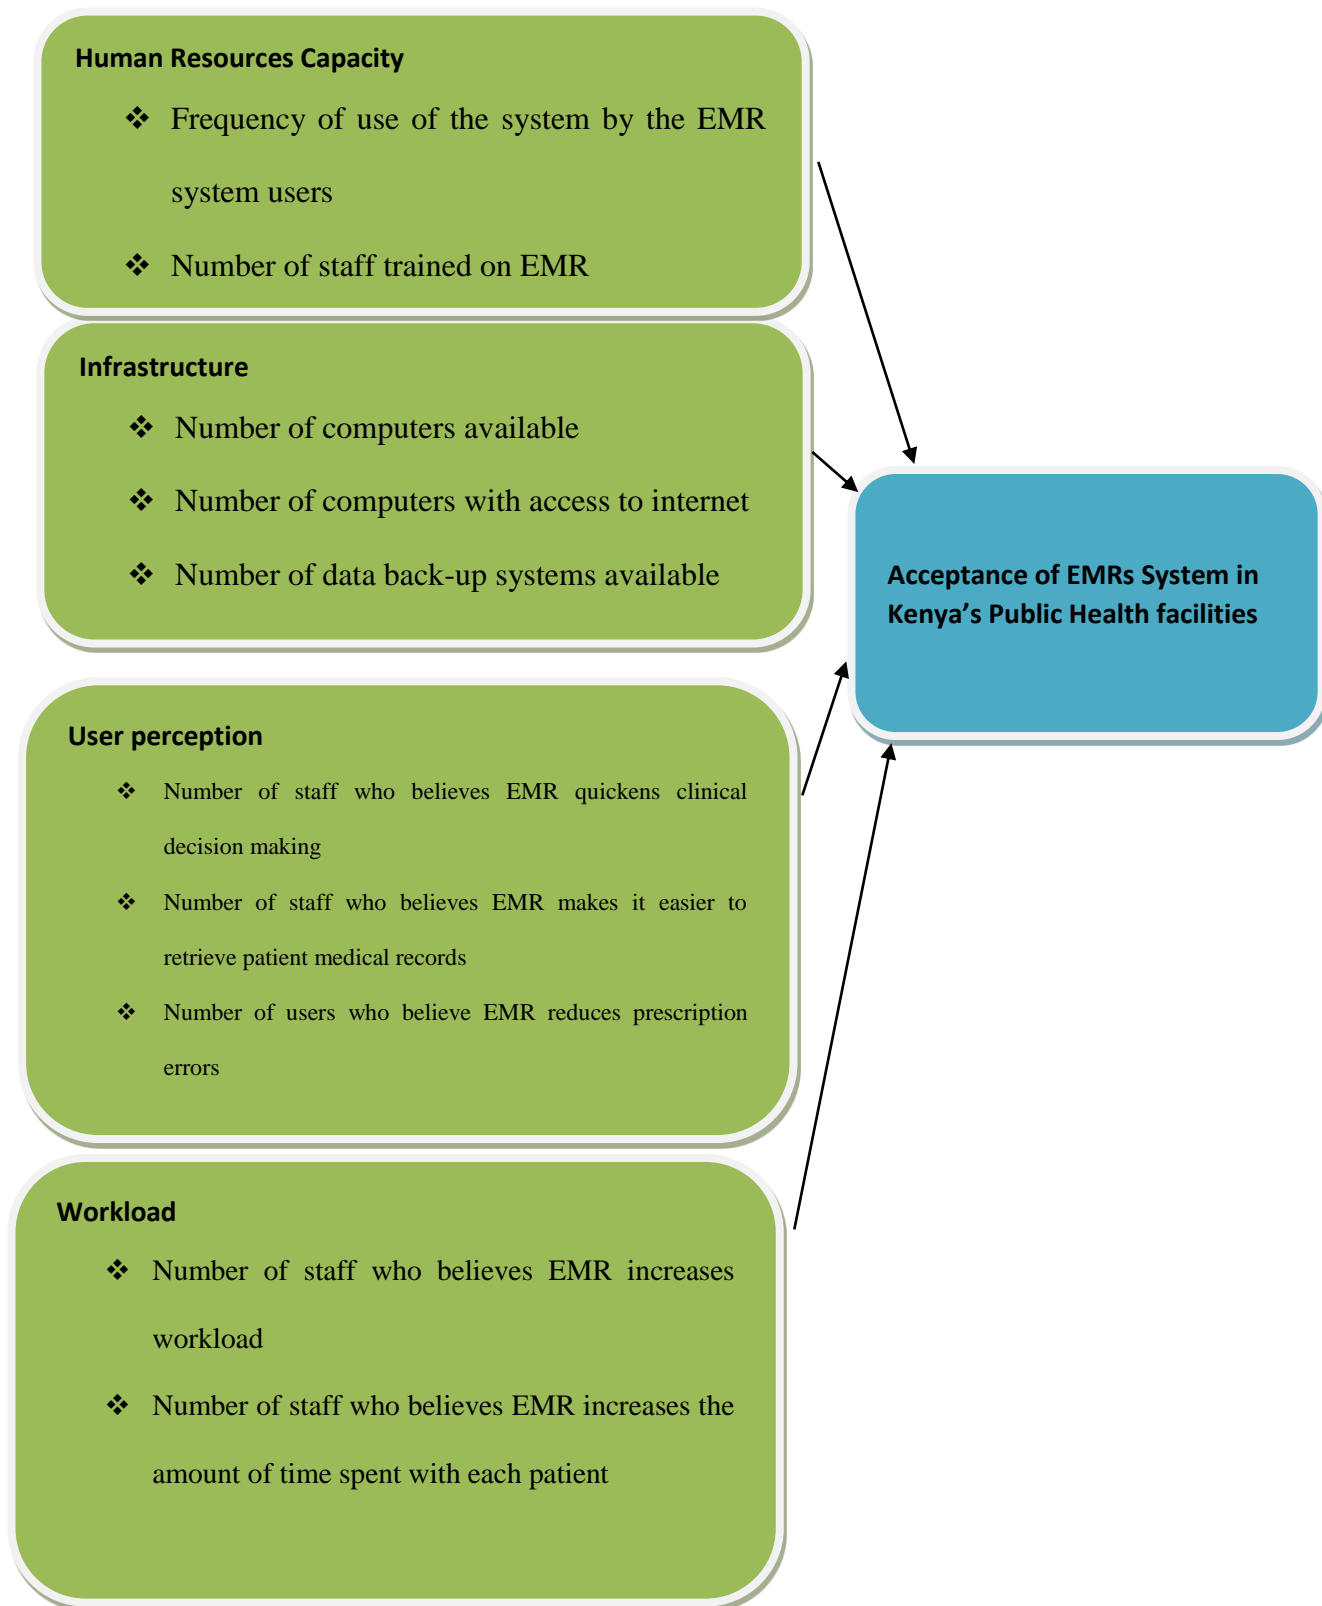 Human Resources Capacity
❖ Frequency of use of the system by the EMR
system users
❖ Number of staff trained on EMR
Infrastructure
❖ Number of computers available
❖ Number of computers with access to internet
❖ Number of data back-up systems available
Acceptance of EMRs System in
Kenya’s Public Health facilities
User perception
❖ Number of staff who believes EMR quickens clinical
decision making
❖ Number of staff who believes EMR makes it easier to
retrieve patient medical records
❖ Number of users who believe EMR reduces prescription
errors
Workload
❖ Number of staff who believes EMR increases
workload
❖ Number of staff who believes EMR increases the
amount of time spent with each patient